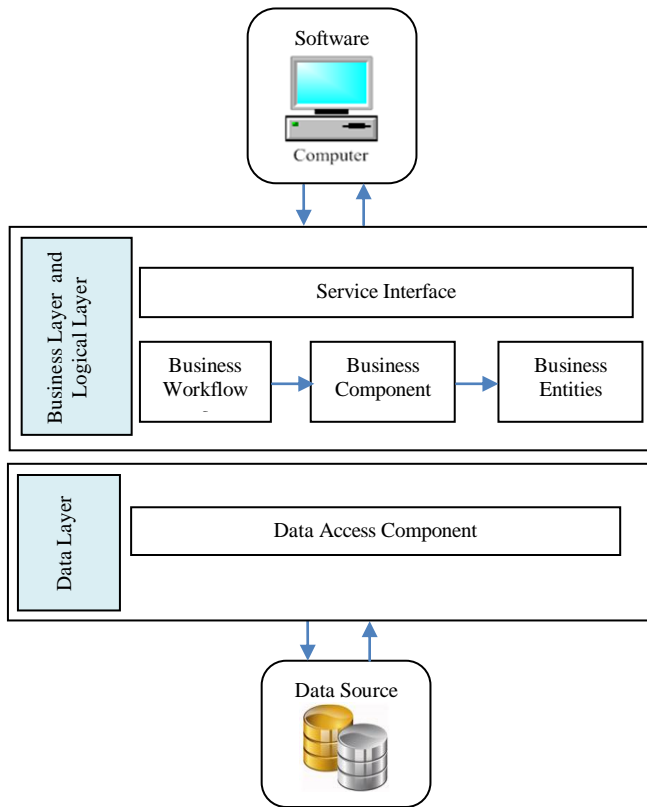 Software
Computer
Business Layer and
Logical Layer
Service Interface
Business
Workflow
Business
Component
Business
Entities
Data Layer
Data Access Component
Data Source